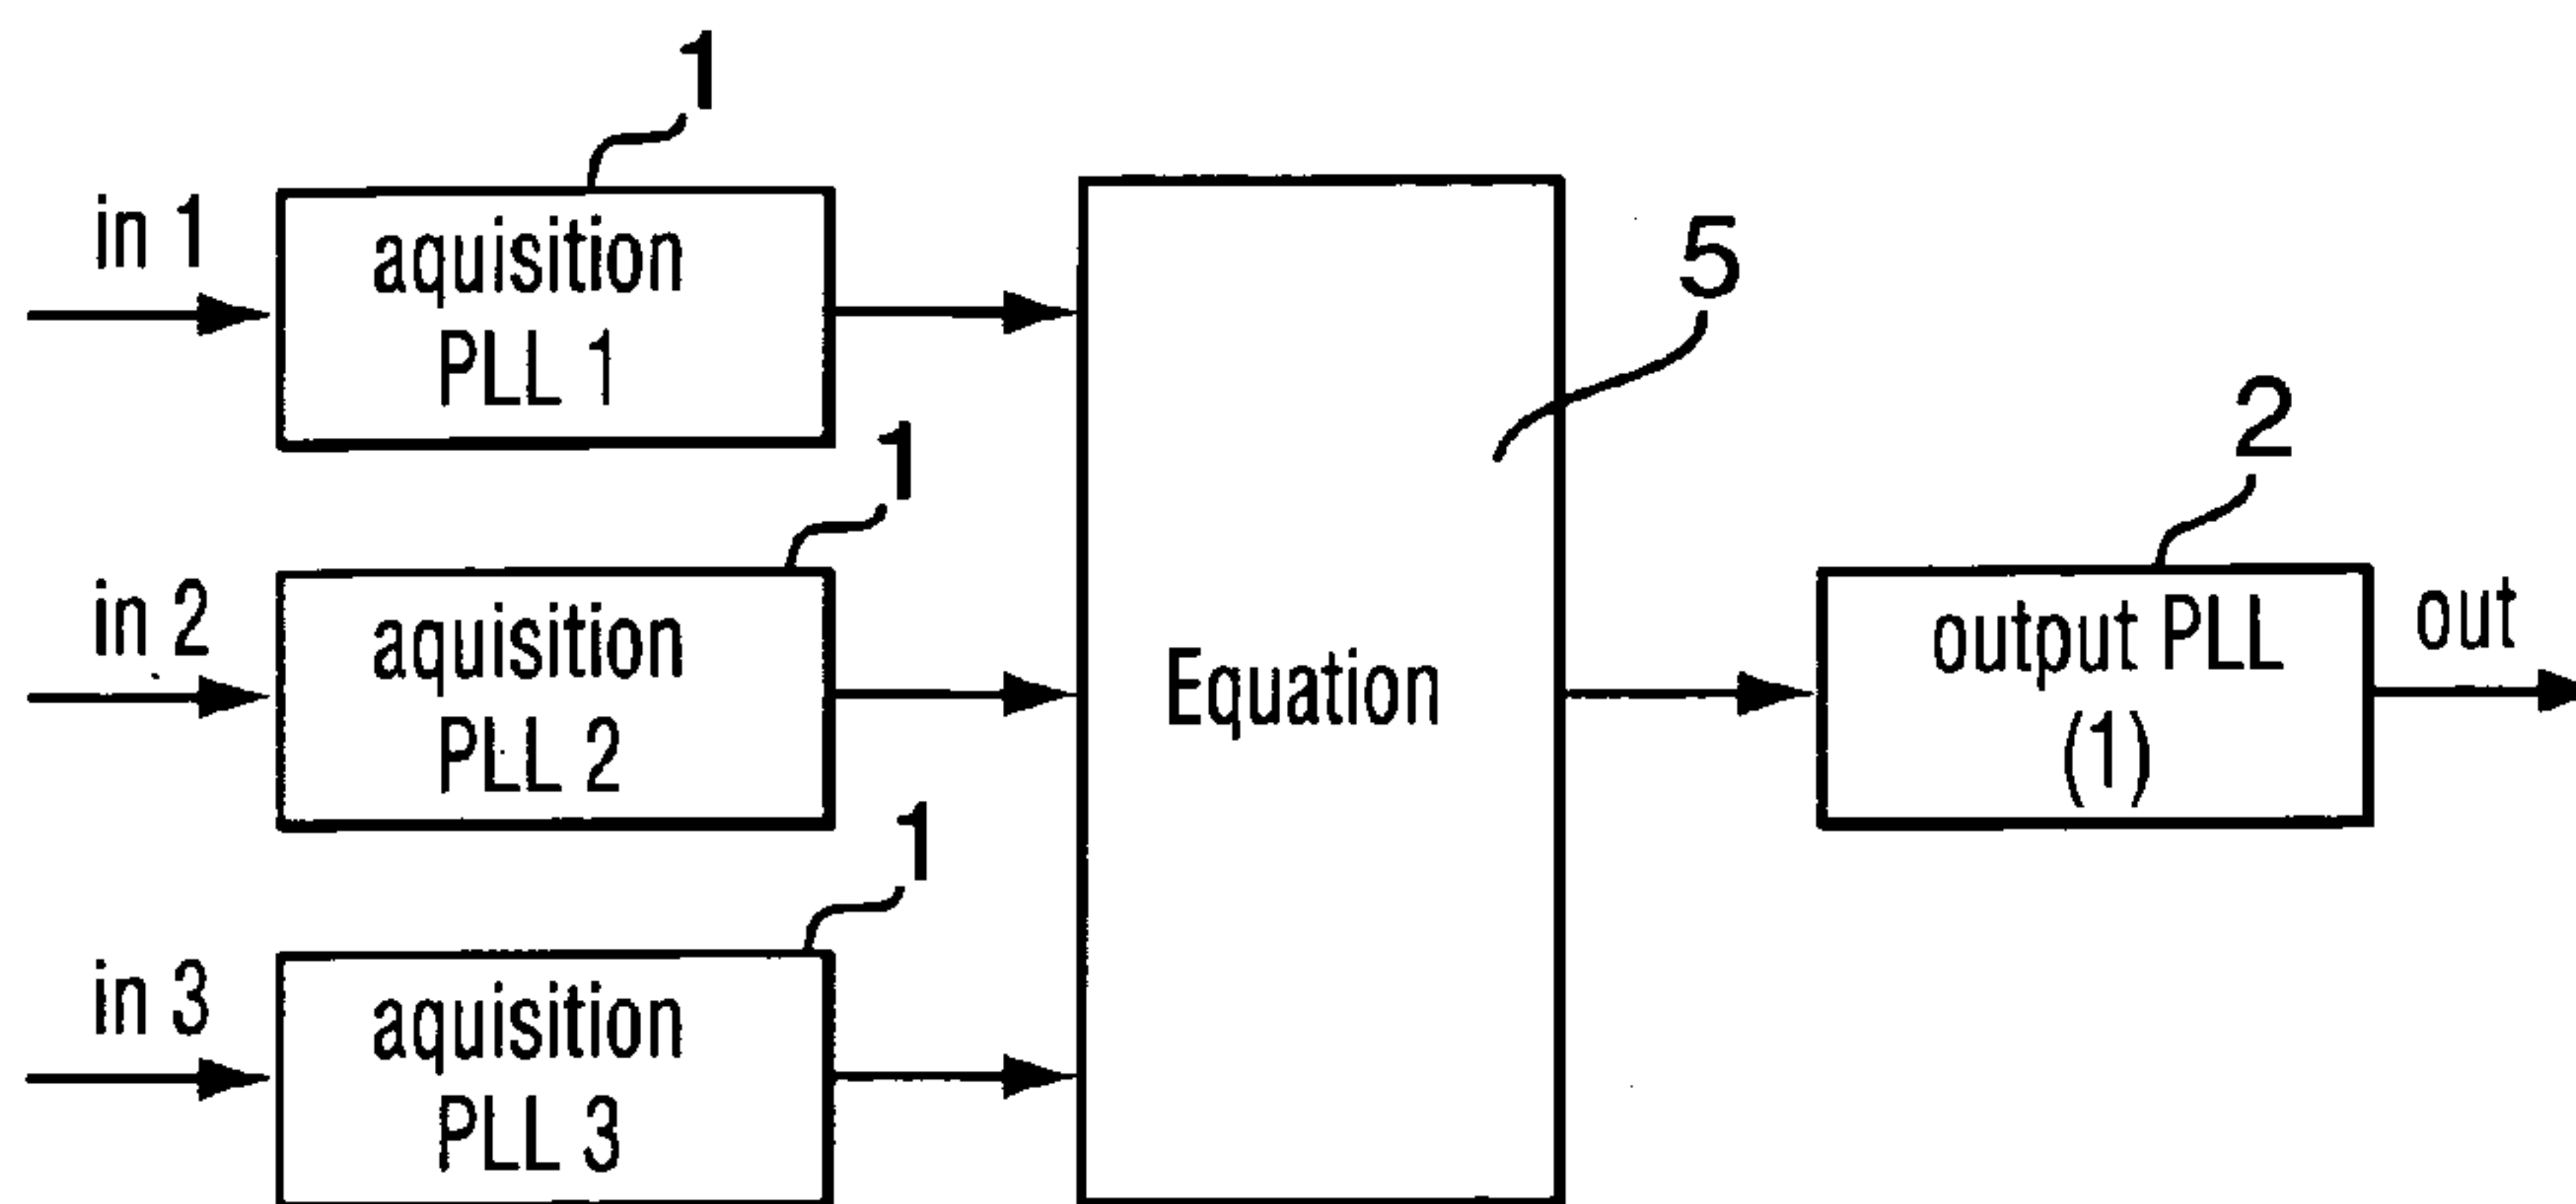 1
in 1
aquisition
PLL 1
5
1
2
in 2
aquisition
PLL 2
Equation
output PLL
(1)
out
1
in 3
aquisition
PLL 3